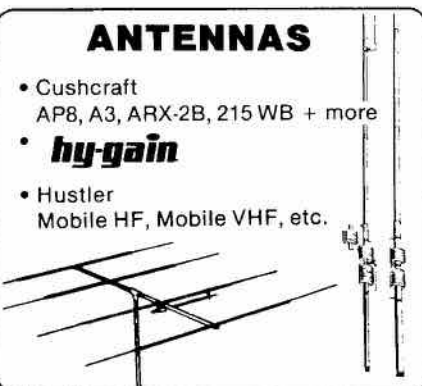 ANTENNAS
• Cushcraft
AP8, A3, ARX-2B, 215 WB + more
• hy-gain
• Hustler
Mobile HF, Mobile VHF, etc.